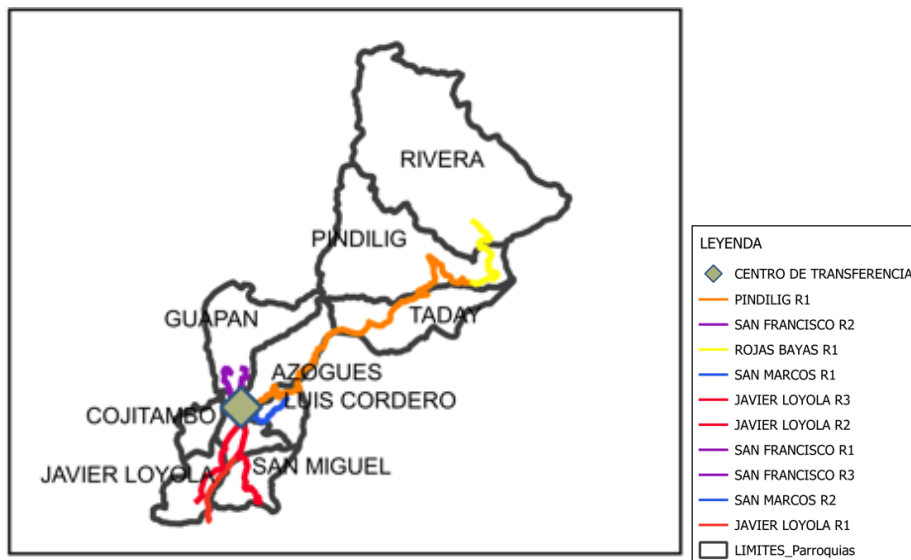 RIVERA
PINDILIG
GUAPAN
TADAY
AZOGUES
LUIS CORDERO
COJITAMBO
SAN MIGUEL
JAVIER LOYOLA
LEYENDA
CENTRO DE TRANSFERENCIA
PINDILIG R1
SAN FRANCISCO R2
ROJAS BAYAS R1
SAN MARCOS R1
JAVIER LOYOLA R3
JAVIER LOYOLA R2
SAN FRANCISCO R1
SAN FRANCISCO R3
SAN MARCOS R2
JAVIER LOYOLA R1
LIMITES_Parroquias